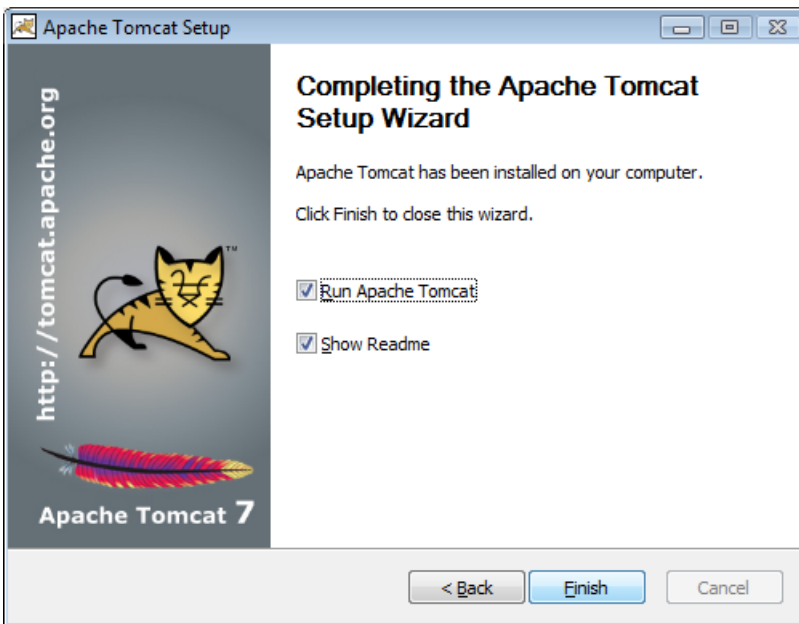 Apache Tomcat Setup
http://tomcat.apache.org
TM
Apache Tomcat 7
Completing the Apache Tomcat
Setup Wizard
Apache Tomcat has been installed on your computer.
Click Finish to close this wizard.
Run Apache Tomcat
Show Readme
< Back
Finish
Cancel